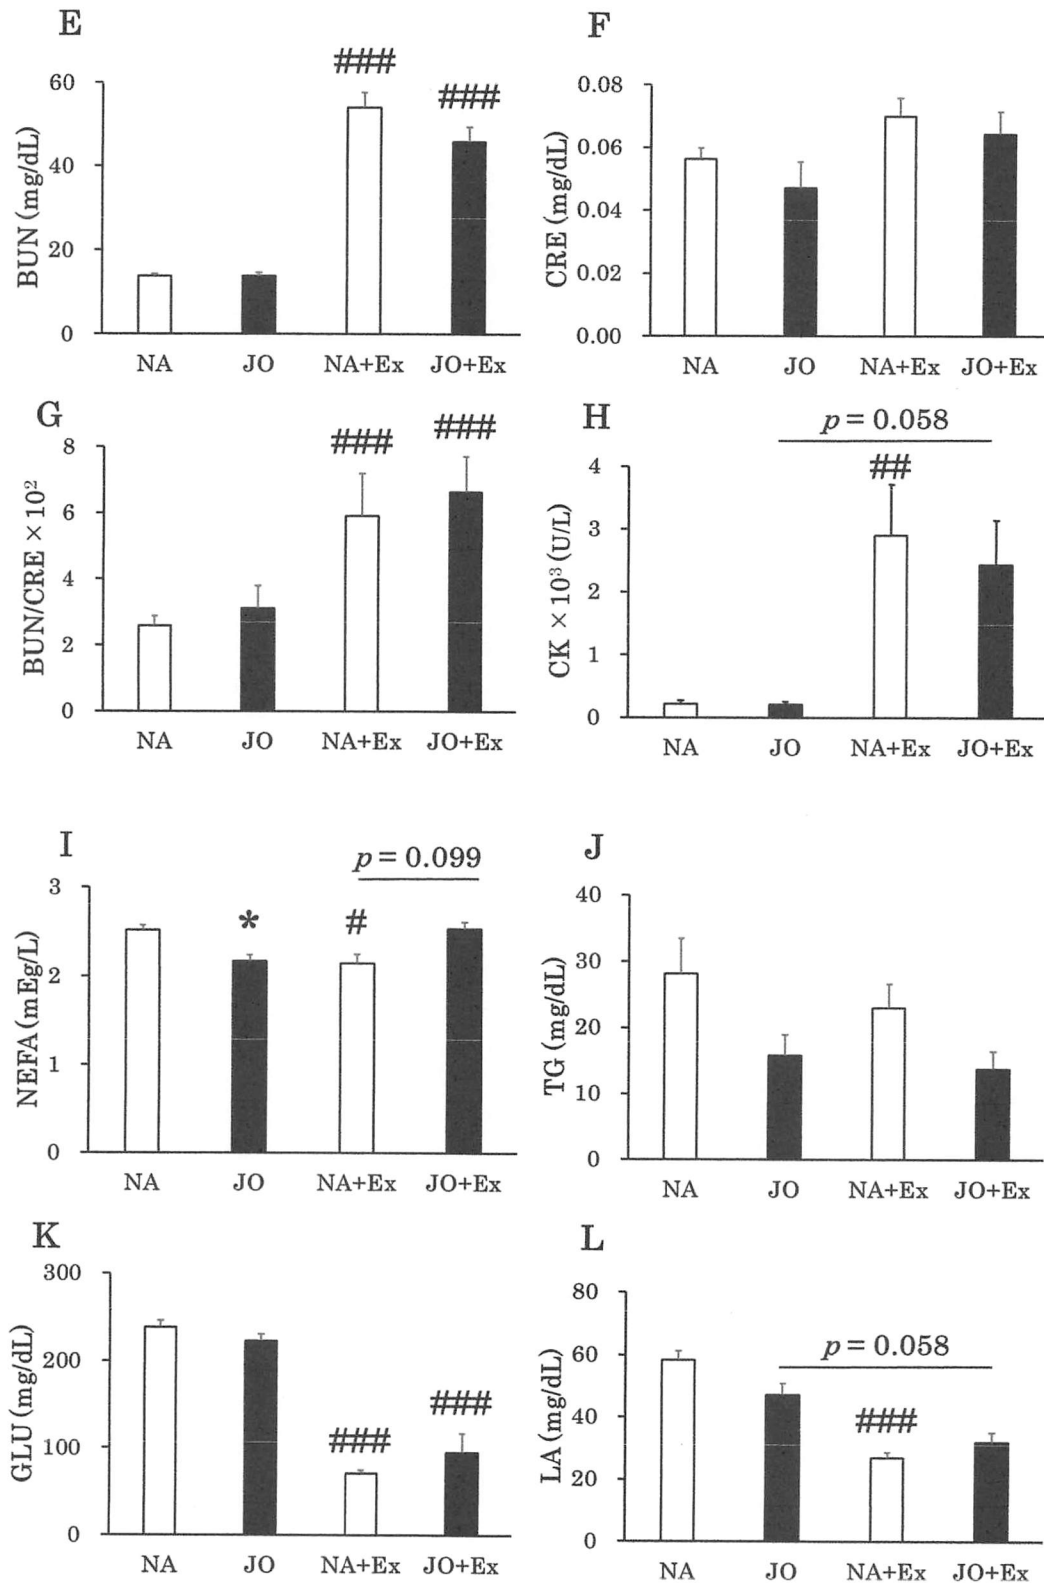 E
###
###
60
40
20
0
BUN (mg/dL)
NA JO NA+Ex JO+Ex
F
0.08
0.06
0.04
0.02
0.00
CRE (mg/dL)
NA JO NA+Ex JO+Ex
G
###
###
8
6
4
2
0
BUN/CRE × 10²
NA JO NA+Ex JO+Ex
H
p = 0.058
##
4
3
2
1
0
CK × 10³ (U/L)
NA JO NA+Ex JO+Ex
I
p = 0.099
* #
3
2
1
0
NEFA (mEg/L)
NA JO NA+Ex JO+Ex
J
40
30
20
10
0
TG (mg/dL)
NA JO NA+Ex JO+Ex
K
300
200
100
0
###
###
GLU (mg/dL)
NA JO NA+Ex JO+Ex
L
80
60
40
20
0
p = 0.058
###
LA (mg/dL)
NA JO NA+Ex JO+Ex